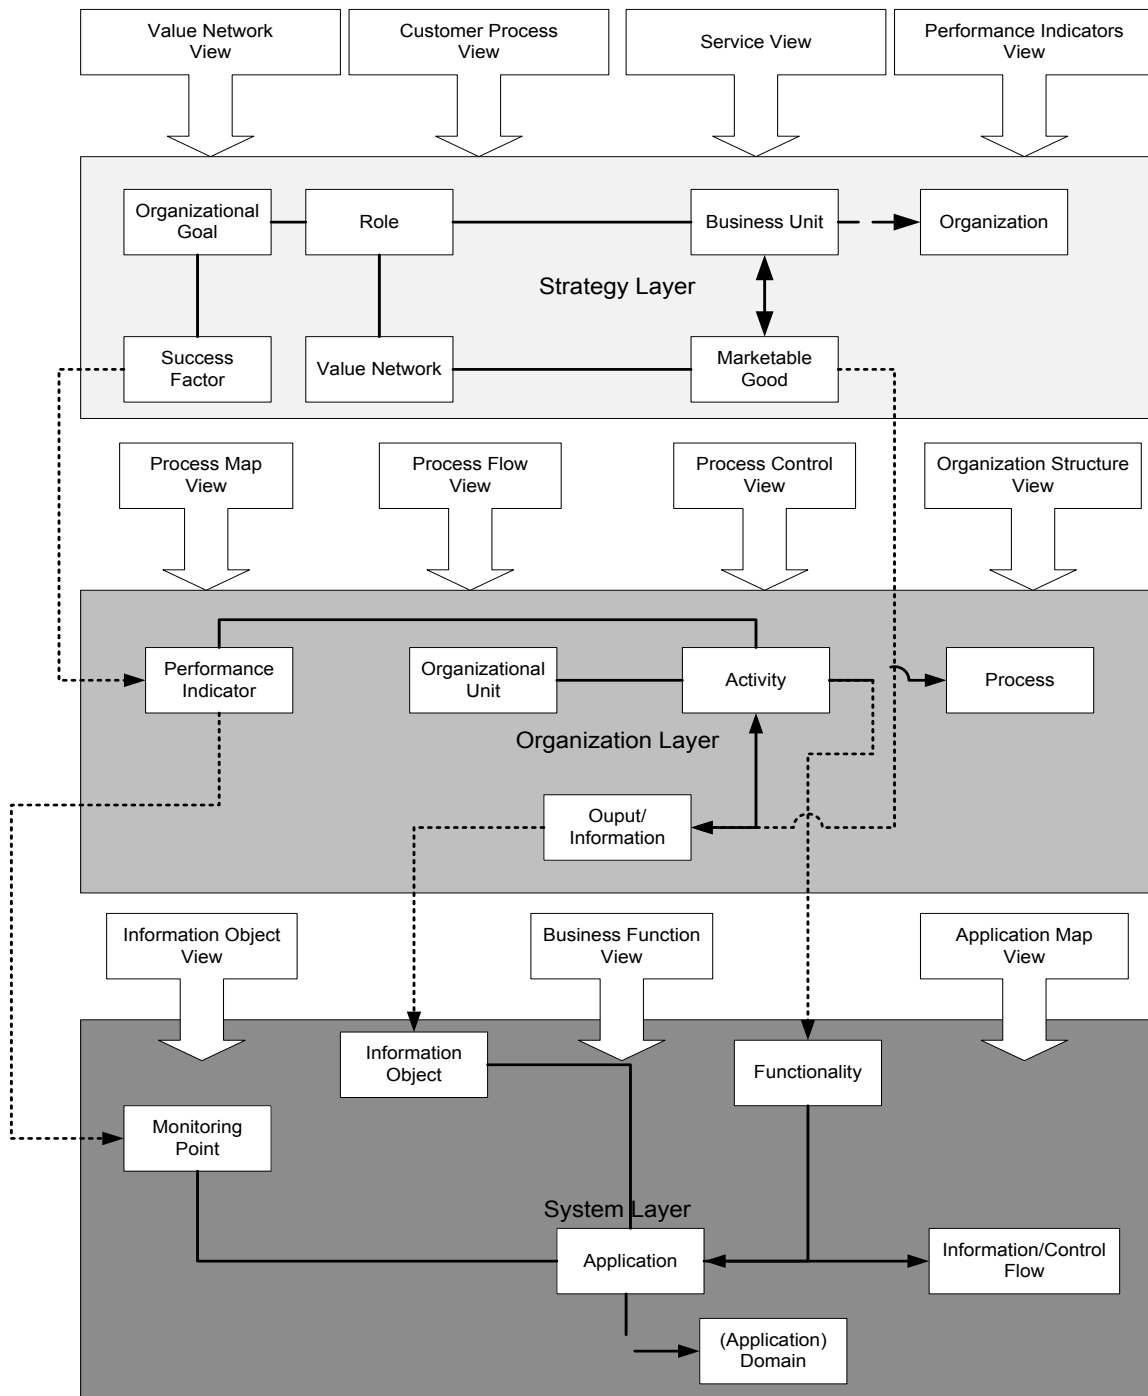 Value Network
View
Customer Process
View
Service View
Performance Indicators
View
Organizational
Goal
Role
Business Unit
Organization
Strategy Layer
Success
Factor
Value Network
Marketable
Good
Process Map
View
Process Flow
View
Process Control
View
Organization Structure
View
Performance
Indicator
Organizational
Unit
Activity
Process
Organization Layer
Ouput/
Information
Information Object
View
Business Function
View
Application Map
View
Information
Object
Functionality
Monitoring
Point
System Layer
Application
Information/Control
Flow
(Application)
Domain